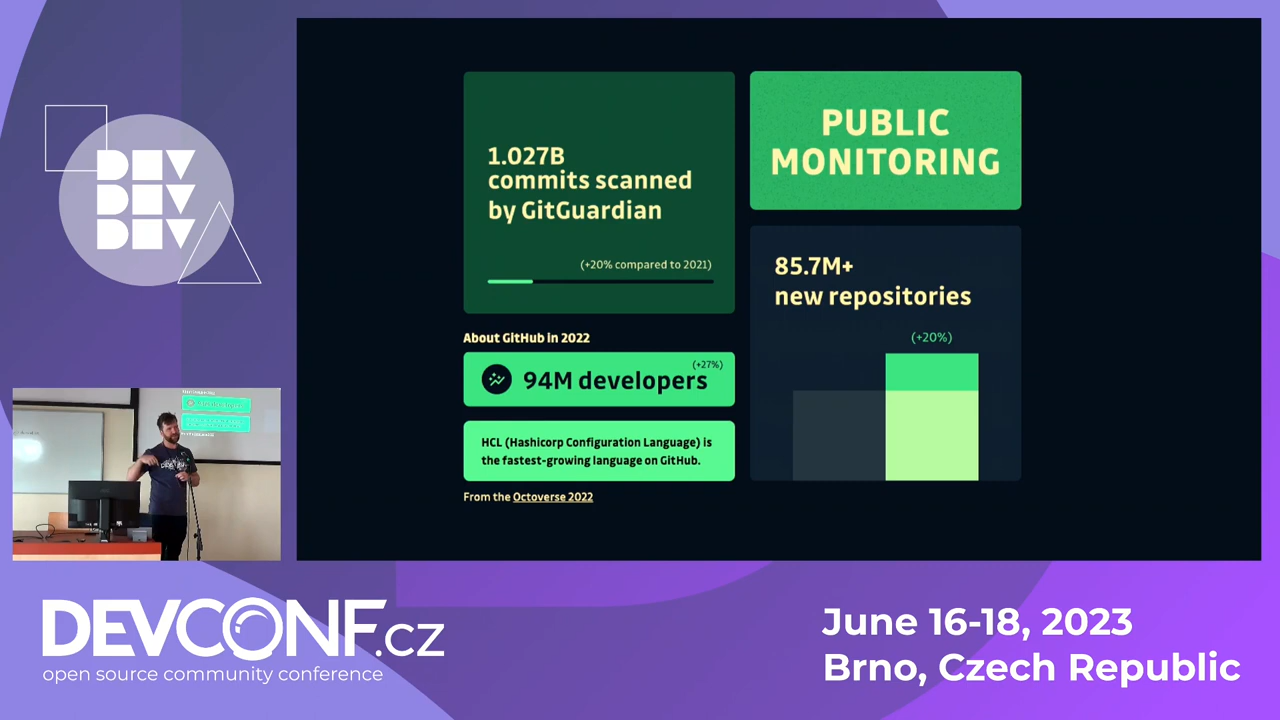 DEV
DEV
DEV
1.027B
commits scanned
by GitGuardian
(+20% compared to 2021)
About GitHub in 2022
94M developers
(+27%)
HCL (Hashicorp Configuration Language) is
the fastest-growing language on GitHub.
From the Octoverse 2022
PUBLIC
MONITORING
85.7M+
new repositories
(+20%)
DEVCONF.cz
open source community conference
June 16-18, 2023
Brno, Czech Republic